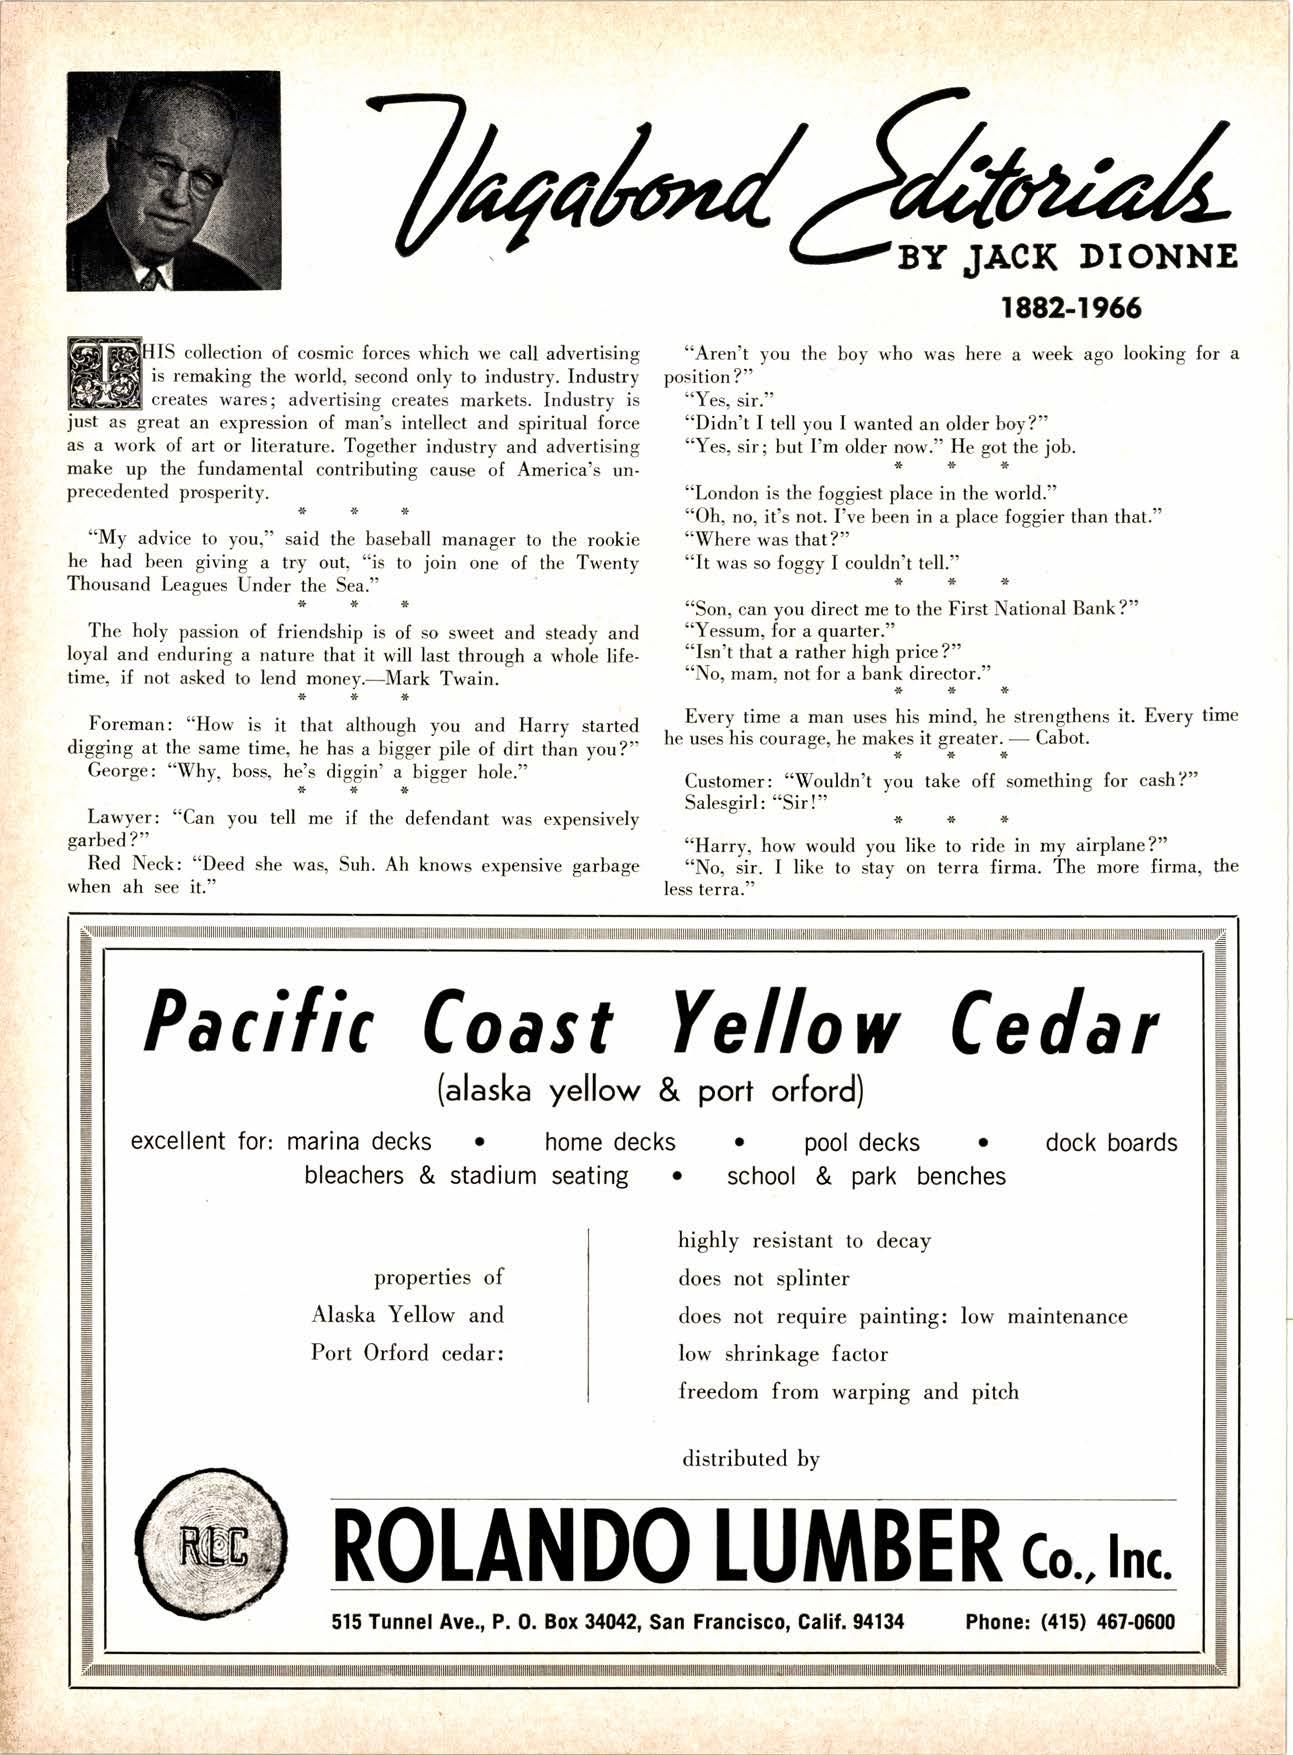 Vagabond Editorials
BY JACK DIONNE
1882-1966
THIS collection of cosmic forces which we call advertising
is remaking the world, second only to industry. Industry
creates wares; advertising creates markets. Industry is
just as great an expression of man's intellect and spiritual force
as a work of art or literature. Together industry and advertising
make up the fundamental contributing cause of America's un-
precedented prosperity.
* * *
“My advice to you,” said the baseball manager to the rookie
he had been giving a try out, “is to join one of the Twenty
Thousand Leagues Under the Sea.”
* * *
The holy passion of friendship is of so sweet and steady and
loyal and enduring a nature that it will last through a whole life-
time, if not asked to lend money.—Mark Twain.
* * *
Foreman: “How is it that although you and Harry started
digging at the same time, he has a bigger pile of dirt than you?”
George: “Why, boss, he's diggin' a bigger hole.”
* * *
Lawyer: “Can you tell me if the defendant was expensively
garbed?”
Red Neck: “Deed she was, Suh. Ah knows expensive garbage
when ah see it.”
“Aren't you the boy who was here a week ago looking for a
position?”
“Yes, sir.”
“Didn't I tell you I wanted an older boy?”
“Yes, sir; but I'm older now.” He got the job.
* * *
“London is the foggiest place in the world.”
“Oh, no, it's not. I've been in a place foggier than that.”
“Where was that?”
“It was so foggy I couldn't tell.”
* * *
“Son, can you direct me to the First National Bank?”
“Yessum, for a quarter.”
“Isn't that a rather high price?”
“No, mam, not for a bank director.”
* * *
Every time a man uses his mind, he strengthens it. Every time
he uses his courage, he makes it greater. — Cabot.
* * *
Customer: “Wouldn't you take off something for cash?”
Salesgirl: “Sir!”
* * *
“Harry, how would you like to ride in my airplane?”
“No, sir. I like to stay on terra firma. The more firma, the
less terra.”
Pacific Coast Yellow Cedar
(alaska yellow & port orford)
excellent for: marina decks • home decks • pool decks • dock boards
bleachers & stadium seating • school & park benches
properties of
Alaska Yellow and
Port Orford cedar:
highly resistant to decay
does not splinter
does not require painting: low maintenance
low shrinkage factor
freedom from warping and pitch
distributed by
RLC
ROLANDO LUMBER Co., Inc.
515 Tunnel Ave., P. O. Box 34042, San Francisco, Calif. 94134 Phone: (415) 467-0600